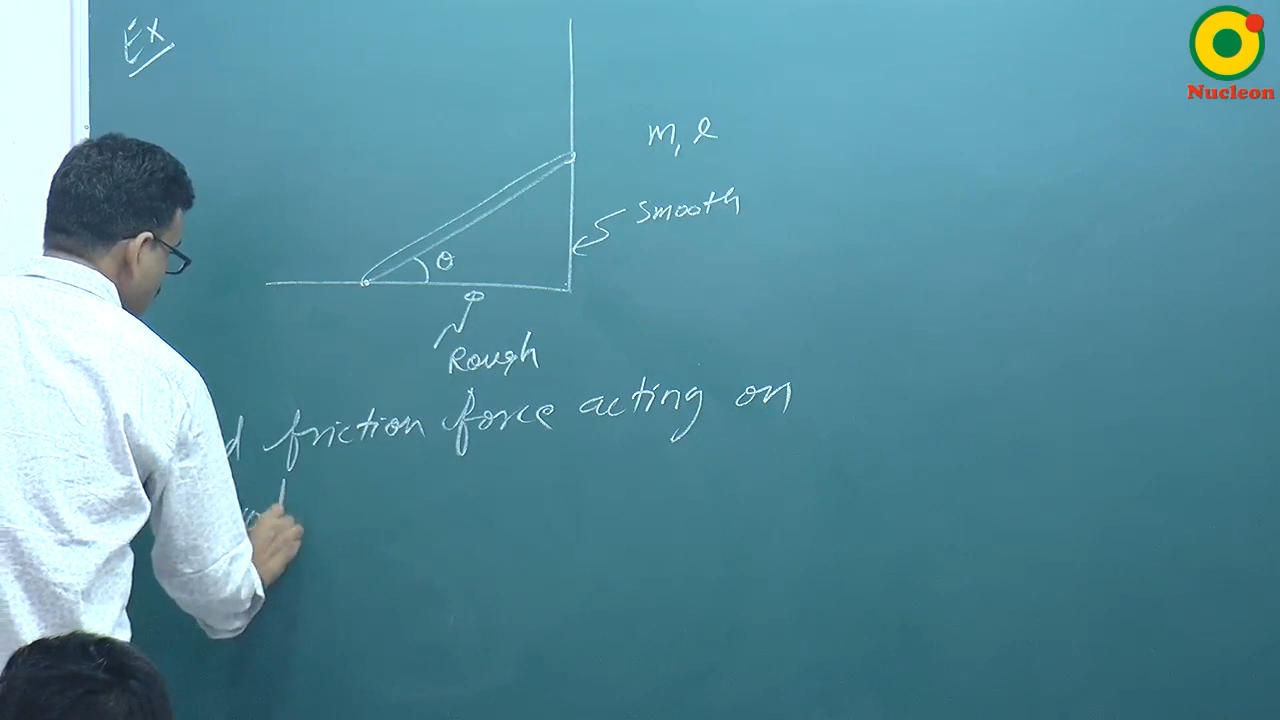 Ex
Nucleon
m, l
Smooth
θ
Rough
friction force acting on